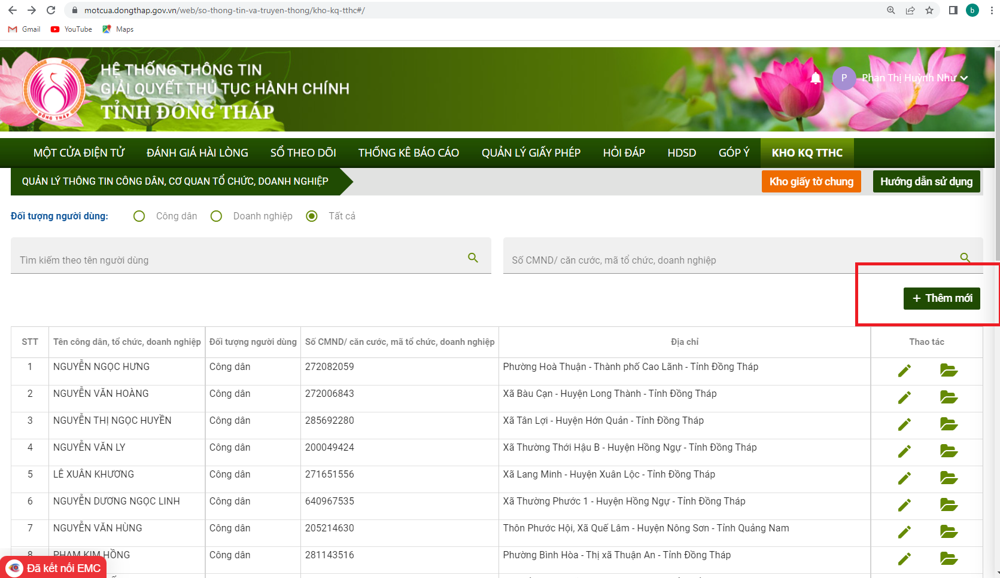 motcua.dongthap.gov.vn/web/so-thong-tin-va-truyen-thong/kho-kq-tthc#/
b
Gmail YouTube Maps
HỆ THỐNG THÔNG TIN
GIẢI QUYẾT THỦ TỤC HÀNH CHÍNH
TỈNH ĐỒNG THÁP
ĐỒNG THÁP
P Phan Thị Huỳnh Như
MỘT CỬA ĐIỆN TỬ ĐÁNH GIÁ HÀI LÒNG SỔ THEO DÕI THỐNG KÊ BÁO CÁO QUẢN LÝ GIẤY PHÉP HỎI ĐÁP HDSD GÓP Ý KHO KQ TTHC
QUẢN LÝ THÔNG TIN CÔNG DÂN, CƠ QUAN TỔ CHỨC, DOANH NGHIỆP Kho giấy tờ chung Hướng dẫn sử dụng
Đối tượng người dùng: Công dân Doanh nghiệp Tất cả
Tìm kiếm theo tên người dùng Số CMND/ căn cước, mã tổ chức, doanh nghiệp
+ Thêm mới
STT Tên công dân, tổ chức, doanh nghiệp Đối tượng người dùng Số CMND/ căn cước, mã tổ chức, doanh nghiệp Địa chỉ Thao tác
1 NGUYỄN NGỌC HƯNG Công dân 272082059 Phường Hoà Thuận - Thành phố Cao Lãnh - Tỉnh Đồng Tháp
2 NGUYỄN VĂN HOÀNG Công dân 272006843 Xã Bàu Cạn - Huyện Long Thành - Tỉnh Đồng Tháp
3 NGUYỄN THỊ NGỌC HUYỀN Công dân 285692280 Xã Tân Lợi - Huyện Hớn Quản - Tỉnh Đồng Tháp
4 NGUYỄN VĂN LY Công dân 200049424 Xã Thường Thới Hậu B - Huyện Hồng Ngự - Tỉnh Đồng Tháp
5 LÊ XUÂN KHƯƠNG Công dân 271651556 Xã Lang Minh - Huyện Xuân Lộc - Tỉnh Đồng Tháp
6 NGUYỄN DƯƠNG NGỌC LINH Công dân 640967535 Xã Thường Phước 1 - Huyện Hồng Ngự - Tỉnh Đồng Tháp
7 NGUYỄN VĂN HÙNG Công dân 205214630 Thôn Phước Hội, Xã Quế Lâm - Huyện Nông Sơn - Tỉnh Quảng Nam
8 PHẠM KIM HỒNG Công dân 281143516 Phường Bình Hòa - Thị xã Thuận An - Tỉnh Đồng Tháp
Đã kết nối EMC